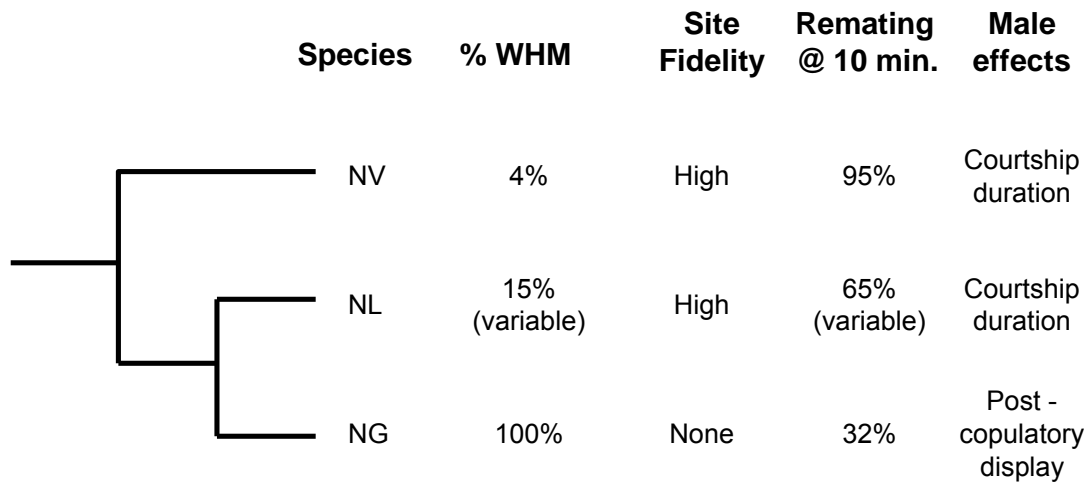 Species % WHM Site Fidelity Remating @ 10 min. Male effects
NV 4% High 95% Courtship duration
NL 15% (variable) High 65% (variable) Courtship duration
NG 100% None 32% Post - copulatory display